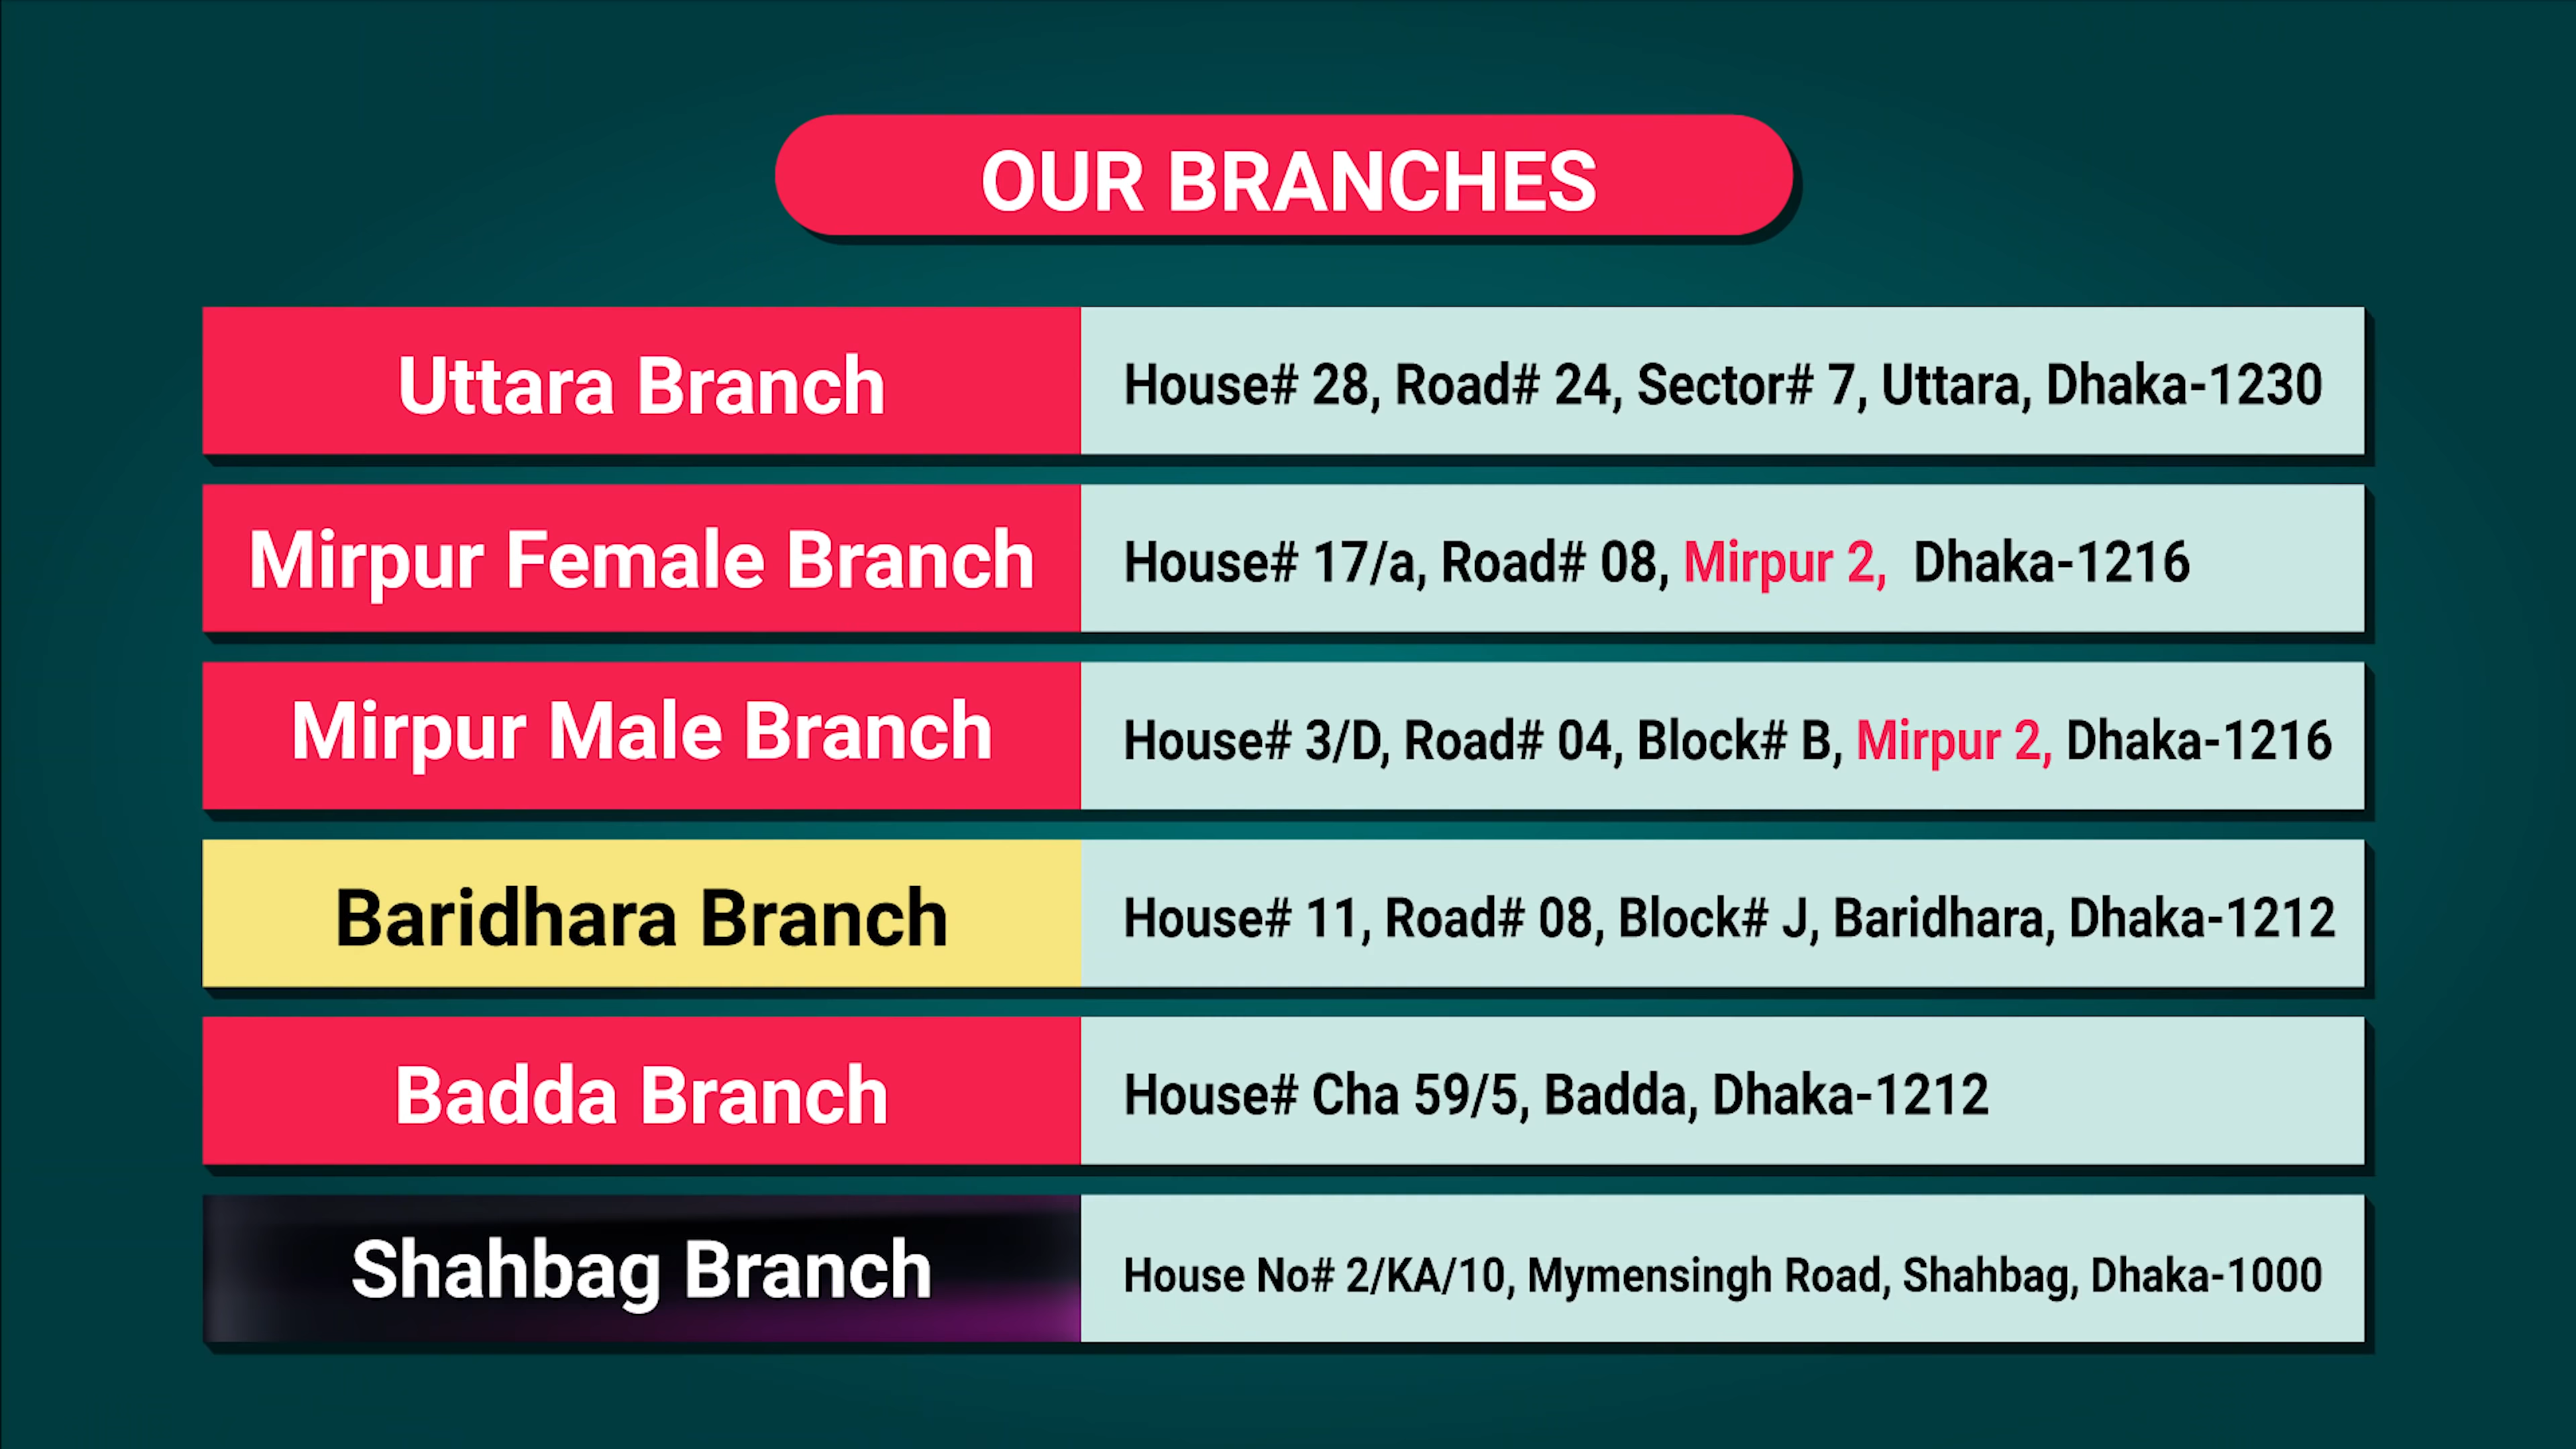 OUR BRANCHES
Uttara Branch
House# 28, Road# 24, Sector# 7, Uttara, Dhaka-1230
Mirpur Female Branch
House# 17/a, Road# 08, Mirpur 2, Dhaka-1216
Mirpur Male Branch
House# 3/D, Road# 04, Block# B, Mirpur 2, Dhaka-1216
Baridhara Branch
House# 11, Road# 08, Block# J, Baridhara, Dhaka-1212
Badda Branch
House# Cha 59/5, Badda, Dhaka-1212
Shahbag Branch
House No# 2/KA/10, Mymensingh Road, Shahbag, Dhaka-1000